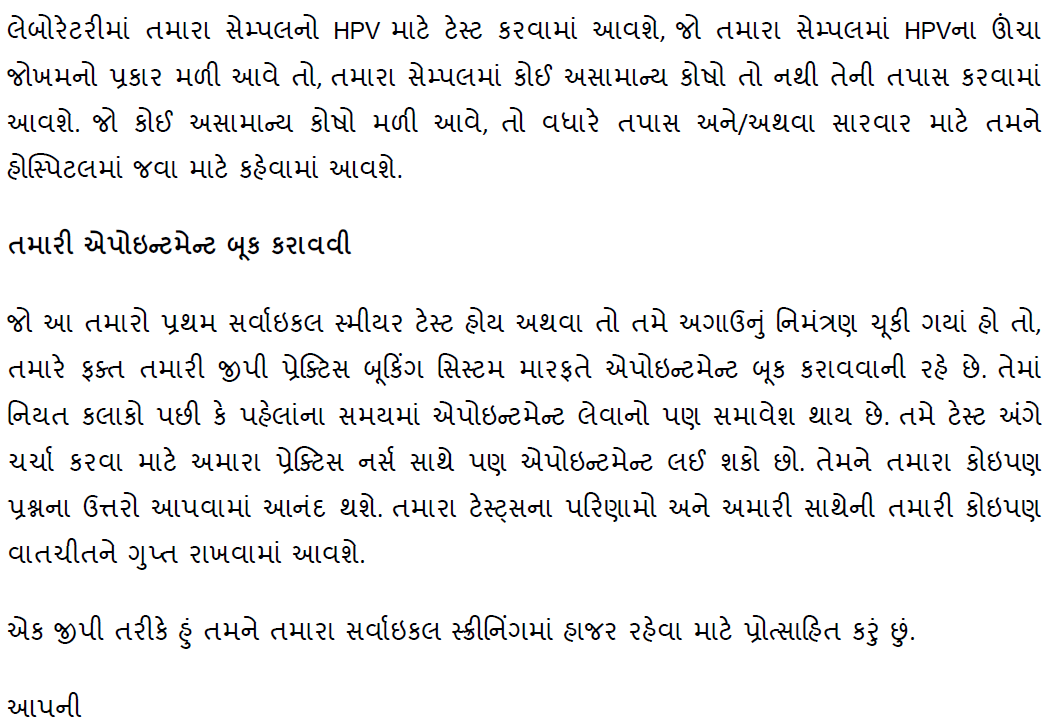 લેબોરેટરીમાં તમારા સેમ્પલનો HPV માટે ટેસ્ટ કરવામાં આવશે, જો તમારા સેમ્પલમાં HPVના ઊંચા
જોખમનો પ્રકાર મળી આવે તો, તમારા સેમ્પલમાં કોઈ અસામાન્ય કોષો તો નથી તેની તપાસ કરવામાં
આવશે. જો કોઈ અસામાન્ય કોષો મળી આવે, તો વધારે તપાસ અને/અથવા સારવાર માટે તમને
હોસ્પિટલમાં જવા માટે કહેવામાં આવશે.
તમારી એપોઇન્ટમેન્ટ બૂક કરાવવી
જો આ તમારો પ્રથમ સર્વાઇકલ સ્મીયર ટેસ્ટ હોય અથવા તો તમે અગાઉનું નિમંત્રણ ચૂકી ગયાં હો તો,
તમારે ફક્ત તમારી જીપી પ્રેક્ટિસ બૂકિંગ સિસ્ટમ મારફતે એપોઇન્ટમેન્ટ બૂક કરાવવાની રહે છે. તેમાં
નિયત કલાકો પછી કે પહેલાંના સમયમાં એપોઇન્ટમેન્ટ લેવાનો પણ સમાવેશ થાય છે. તમે ટેસ્ટ અંગે
ચર્ચા કરવા માટે અમારા પ્રેક્ટિસ નર્સ સાથે પણ એપોઇન્ટમેન્ટ લઈ શકો છો. તેમને તમારા કોઇપણ
પ્રશ્નના ઉત્તરો આપવામાં આનંદ થશે. તમારા ટેસ્ટ્સના પરિણામો અને અમારી સાથેની તમારી કોઇપણ
વાતચીતને ગુપ્ત રાખવામાં આવશે.
એક જીપી તરીકે હું તમને તમારા સર્વાઇકલ સ્ક્રીનિંગમાં હાજર રહેવા માટે પ્રોત્સાહિત કરું છું.
આપની